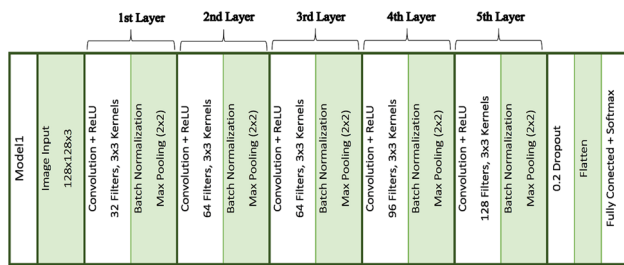 1st Layer
2nd Layer
3rd Layer
4th Layer
5th Layer
Model1
Image Input
128x128x3
Convolution + ReLU
32 Filters, 3x3 Kernels
Batch Normalization
Max Pooling (2x2)
Convolution + ReLU
64 Filters, 3x3 Kernels
Batch Normalization
Max Pooling (2x2)
Convolution + ReLU
64 Filters, 3x3 Kernels
Batch Normalization
Max Pooling (2x2)
Convolution + ReLU
96 Filters, 3x3 Kernels
Batch Normalization
Max Pooling (2x2)
Convolution + ReLU
128 Filters, 3x3 Kernels
Batch Normalization
Max Pooling (2x2)
0.2 Dropout
Flatten
Fully Conected + Softmax